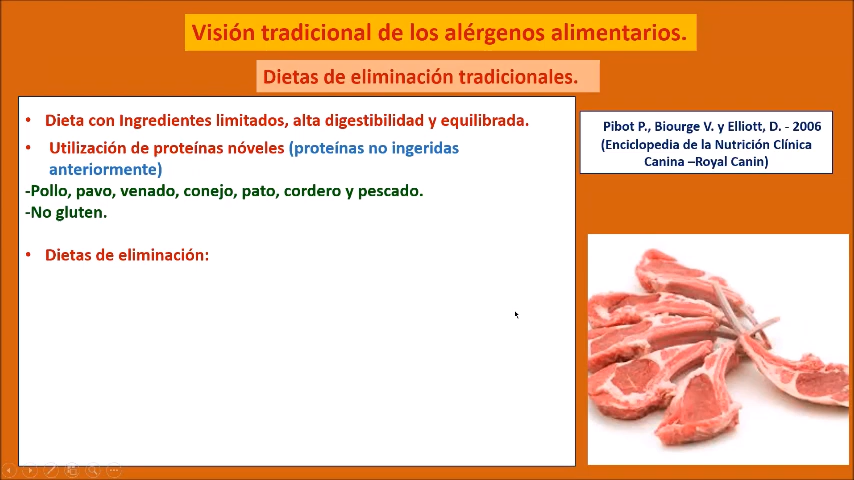 Visión tradicional de los alérgenos alimentarios.
Dietas de eliminación tradicionales.
• Dieta con Ingredientes limitados, alta digestibilidad y equilibrada.
• Utilización de proteínas nóveles (proteínas no ingeridas
anteriormente)
-Pollo, pavo, venado, conejo, pato, cordero y pescado.
-No gluten.
• Dietas de eliminación:
Pibot P., Biourge V. y Elliott, D. - 2006
(Enciclopedia de la Nutrición Clínica
Canina –Royal Canin)